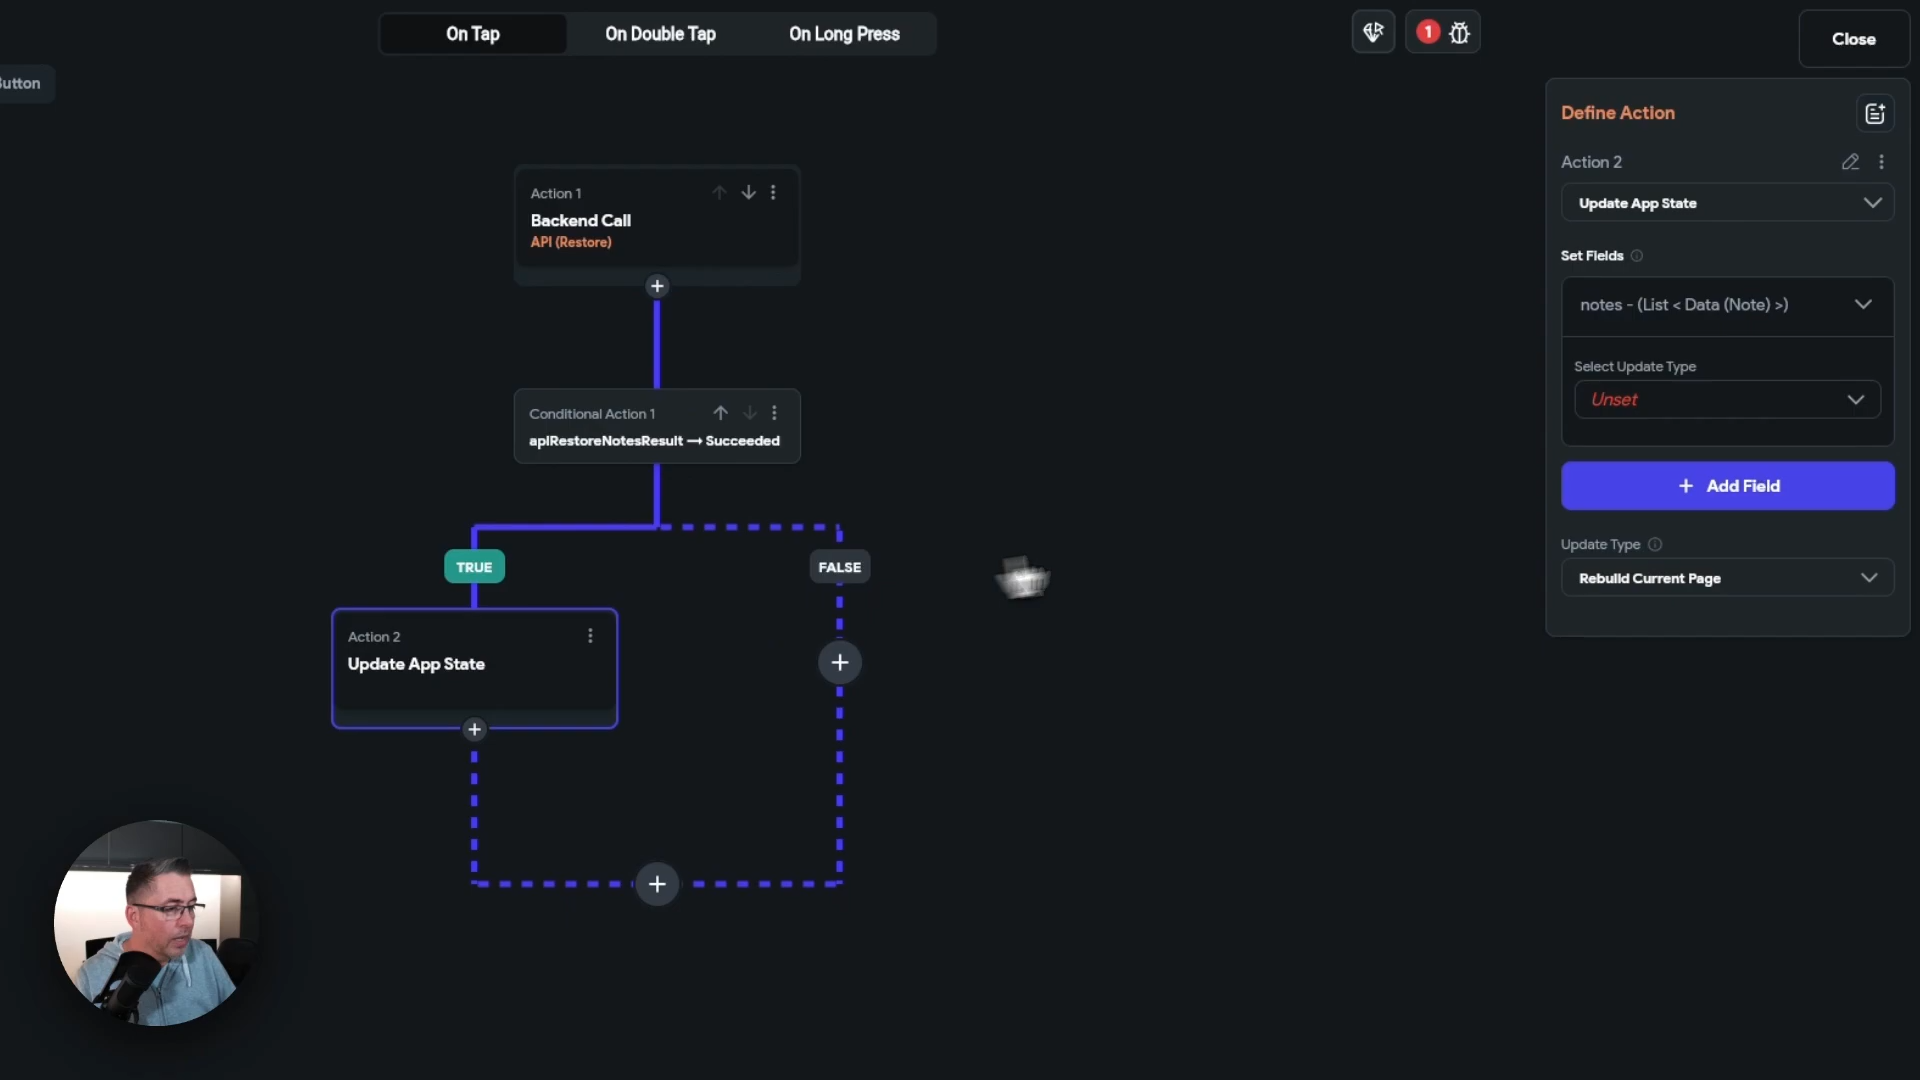 On Tap
On Double Tap
On Long Press
1
Close
Button
Define Action
Action 2
Update App State
Set Fields
notes - (List < Data (Note) >)
Select Update Type
Unset
+ Add Field
Update Type
Rebuild Current Page
Action 1
Backend Call
API (Restore)
Conditional Action 1
apiRestoreNotesResult → Succeeded
TRUE
FALSE
Action 2
Update App State